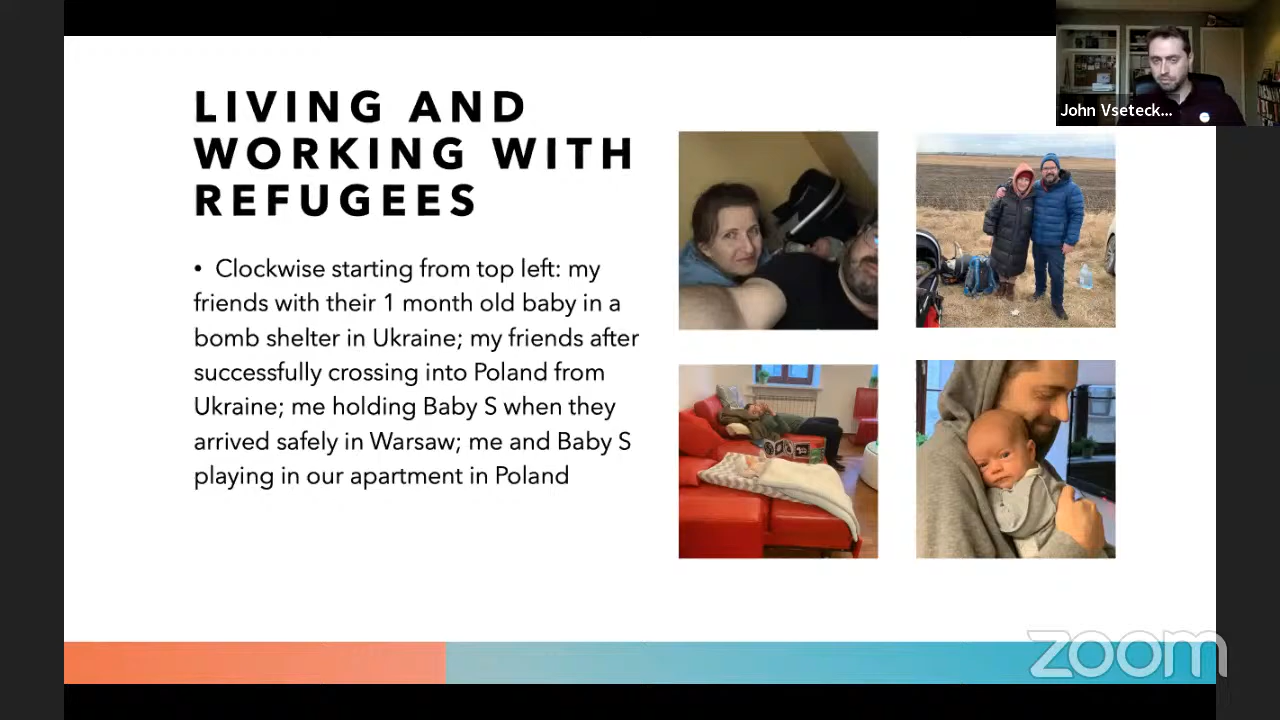 LIVING AND
WORKING WITH
REFUGEES
• Clockwise starting from top left: my
friends with their 1 month old baby in a
bomb shelter in Ukraine; my friends after
successfully crossing into Poland from
Ukraine; me holding Baby S when they
arrived safely in Warsaw; me and Baby S
playing in our apartment in Poland
John Vseteck...
zoom